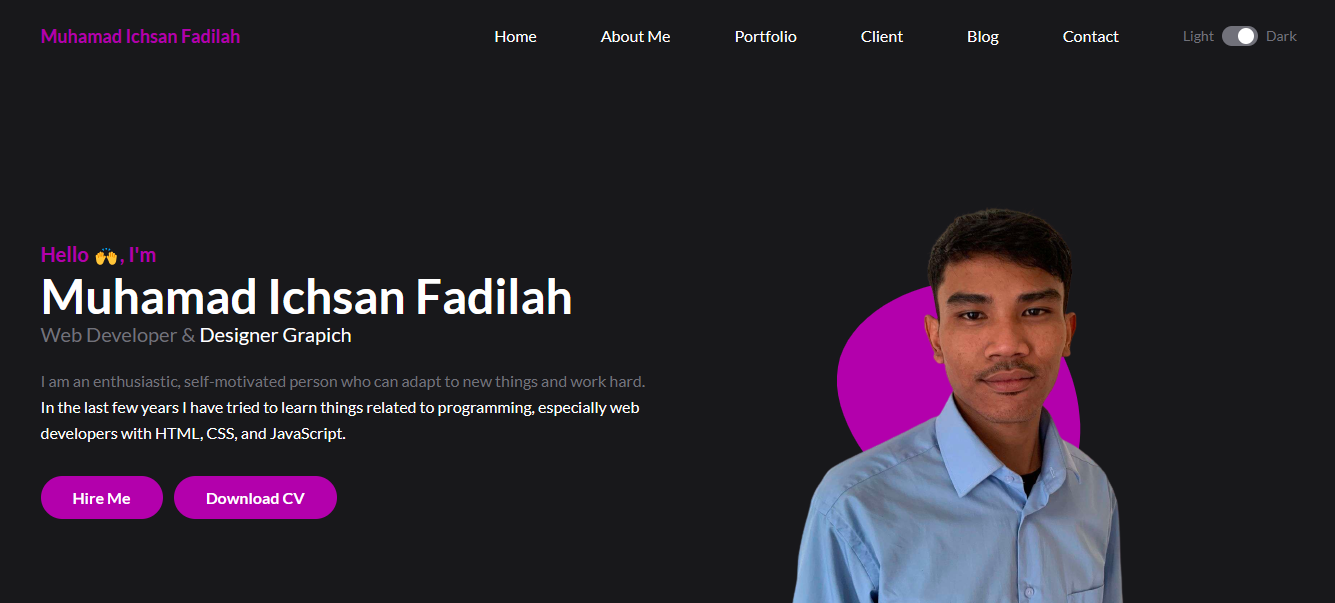 Muhamad Ichsan Fadilah
Home About Me Portfolio Client Blog Contact Light Dark
Hello 🙌, I'm
Muhamad Ichsan Fadilah
Web Developer & Designer Grapich
I am an enthusiastic, self-motivated person who can adapt to new things and work hard.
In the last few years I have tried to learn things related to programming, especially web
developers with HTML, CSS, and JavaScript.
Hire Me Download CV